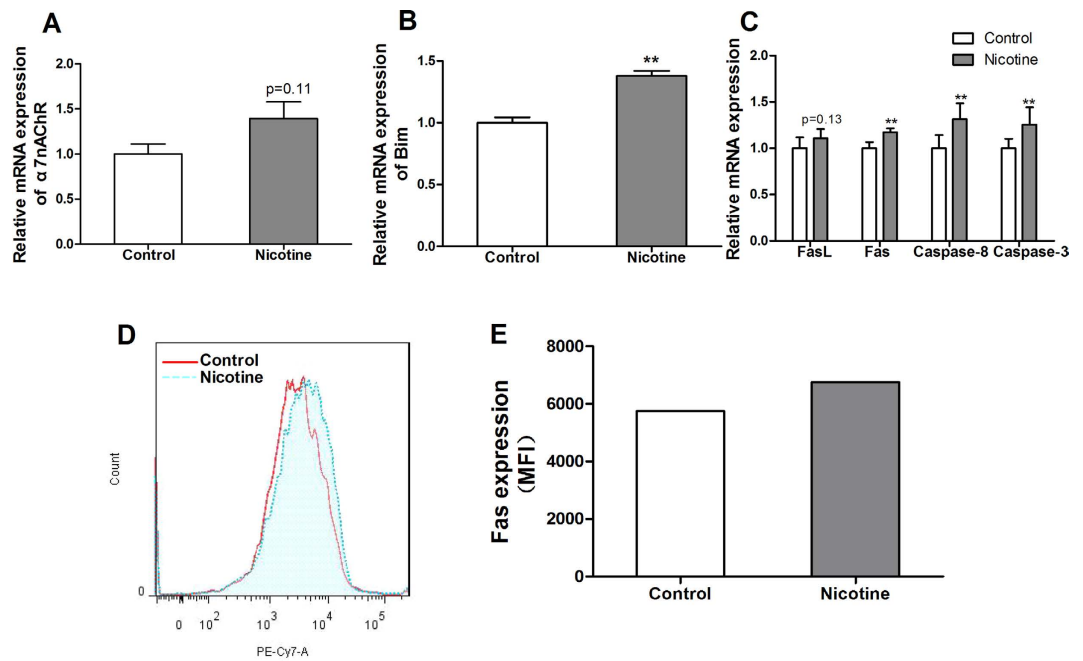 A
Relative mRNA expression
of α7nAChR
2.0
1.5
1.0
0.5
0.0
p=0.11
Control
Nicotine
B
Relative mRNA expression
of Bim
1.5
1.0
0.5
0.0
**
Control
Nicotine
C
Control
Nicotine
Relative mRNA expression
2.0
1.5
1.0
0.5
0.0
p=0.13
**
**
**
FasL
Fas
Caspase-8
Caspase-3
D
Control
Nicotine
Count
0
0
10²
10³
10⁴
10⁵
PE-Cy7-A
E
Fas expression
(MFI)
8000
6000
4000
2000
0
Control
Nicotine